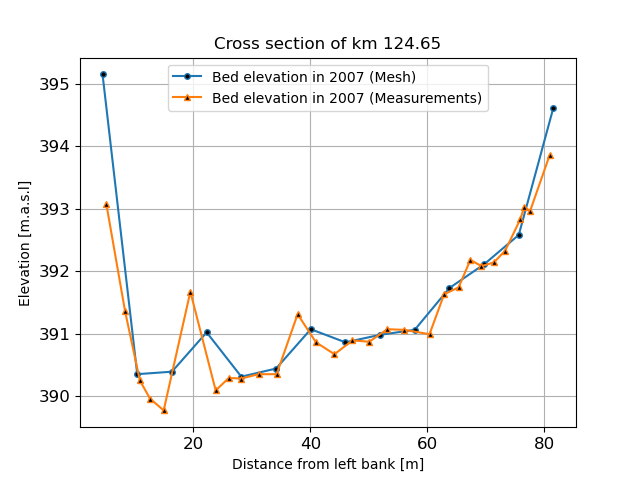 Cross section of km 124.65
Bed elevation in 2007 (Mesh)
Bed elevation in 2007 (Measurements)
Elevation [m.a.s.l]
395
394
393
392
391
390
20 40 60 80
Distance from left bank [m]